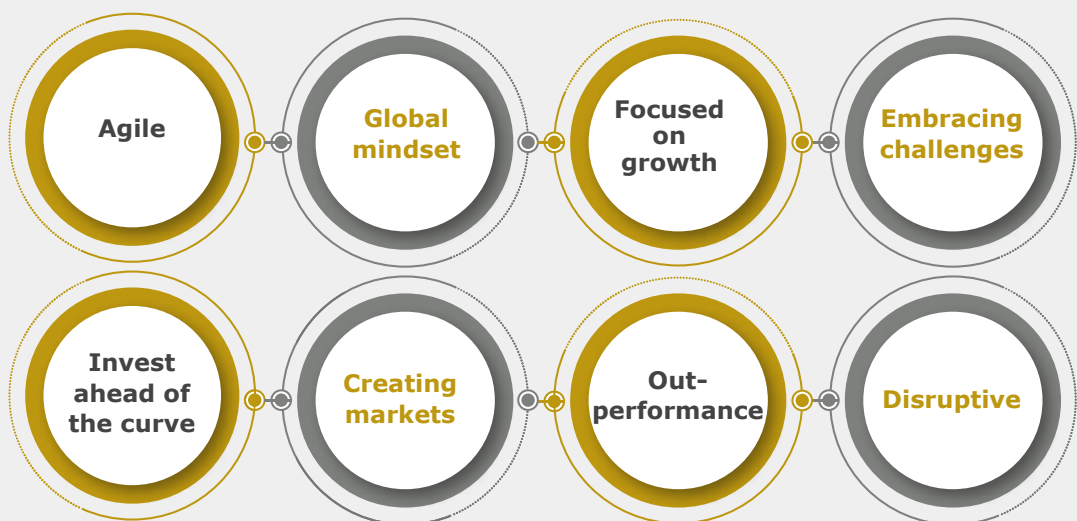 Agile
Global
mindset
Focused
on
growth
Embracing
challenges
Invest
ahead of
the curve
Creating
markets
Out-
performance
Disruptive